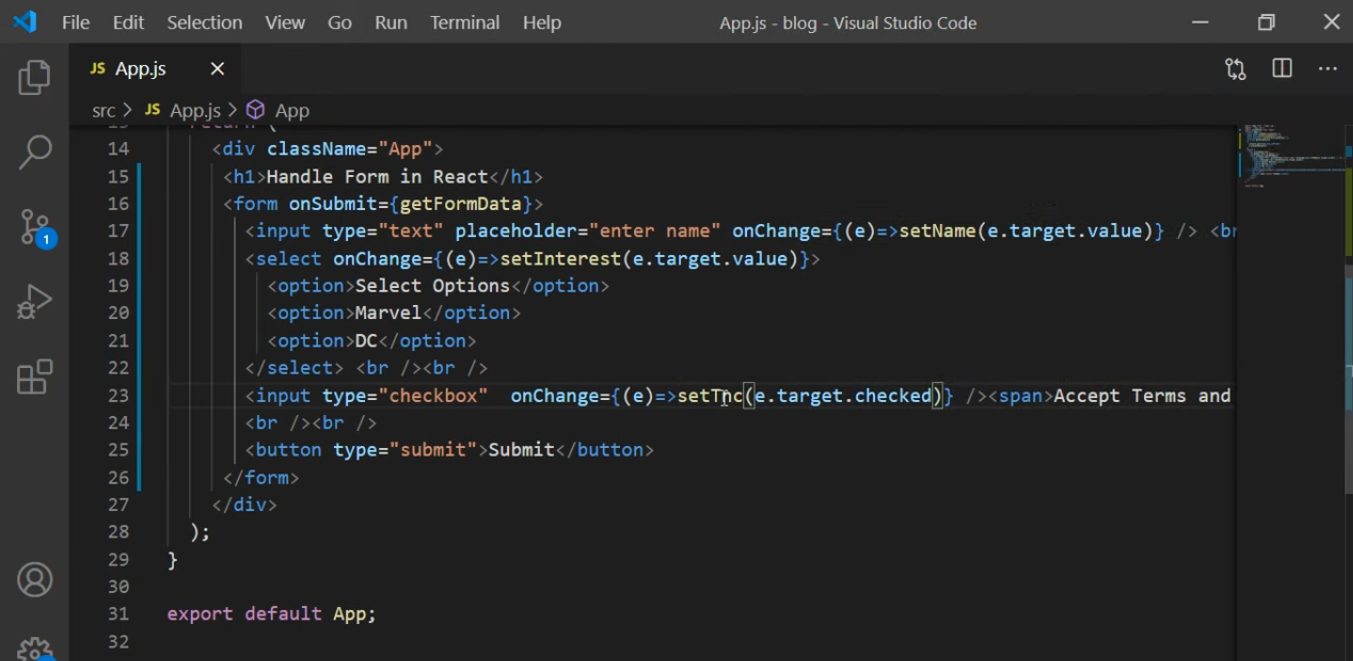 File Edit Selection View Go Run Terminal Help App.js - blog - Visual Studio Code
JS App.js
src > JS App.js > App
return (
14 <div className="App">
15 <h1>Handle Form in React</h1>
16 <form onSubmit={getFormData}>
17 <input type="text" placeholder="enter name" onChange={(e)=>setName(e.target.value)} /> <br
18 <select onChange={(e)=>setInterest(e.target.value)}>
19 <option>Select Options</option>
20 <option>Marvel</option>
21 <option>DC</option>
22 </select> <br /><br />
23 <input type="checkbox" onChange={(e)=>setTnc(e.target.checked)} /><span>Accept Terms and
24 <br /><br />
25 <button type="submit">Submit</button>
26 </form>
27 </div>
28 );
29 }
30
31 export default App;
32
1